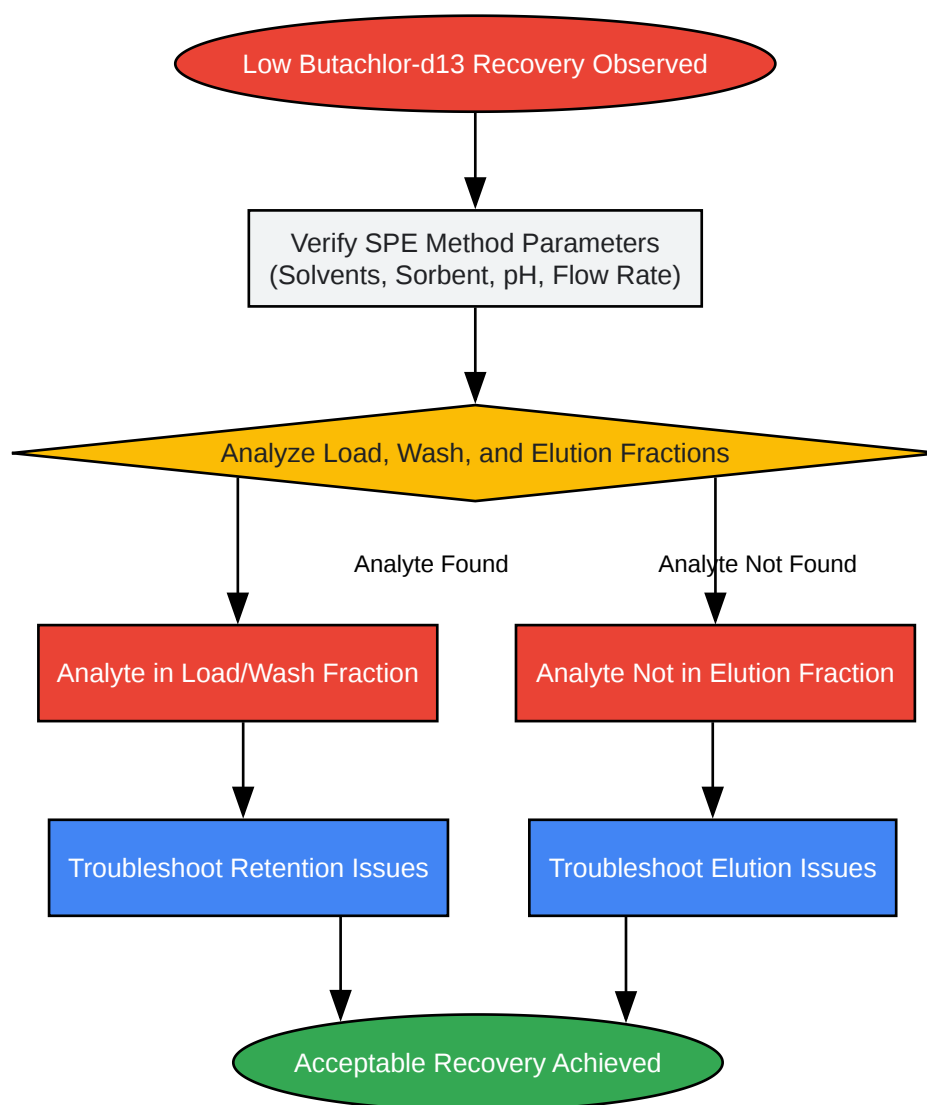 Low Butachlor-d13 Recovery Observed
Verify SPE Method Parameters
(Solvents, Sorbent, pH, Flow Rate)
Analyze Load, Wash, and Elution Fractions
Analyte Found
Analyte Not Found
Analyte in Load/Wash Fraction
Analyte Not in Elution Fraction
Troubleshoot Retention Issues
Troubleshoot Elution Issues
Acceptable Recovery Achieved